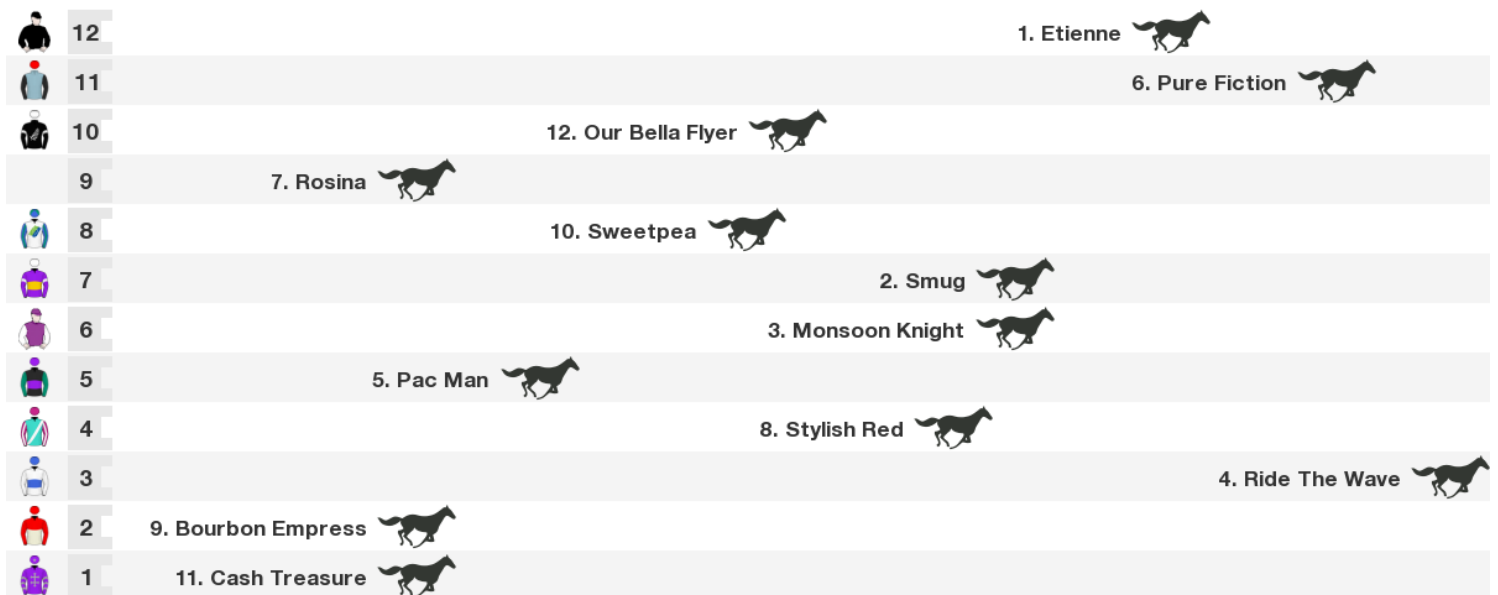 12 1. Etienne
11 6. Pure Fiction
10 12. Our Bella Flyer
9 7. Rosina
8 10. Sweetpea
7 2. Smug
6 3. Monsoon Knight
5 5. Pac Man
4 8. Stylish Red
3 4. Ride The Wave
2 9. Bourbon Empress
1 11. Cash Treasure